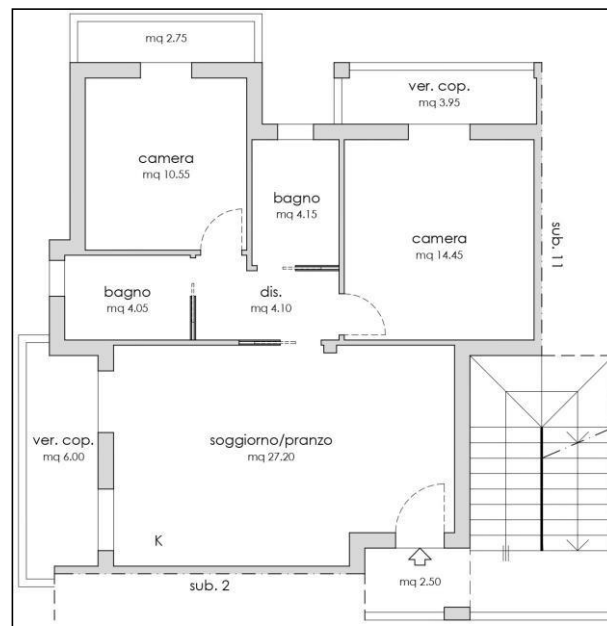 mq 2.75
ver. cop.
mq 3.95
camera
mq 10.55
bagno
mq 4.15
camera
mq 14.45
sub. 11
bagno
mq 4.05
dis.
mq 4.10
ver. cop.
mq 6.00
soggiorno/pranzo
mq 27.20
K
sub. 2
mq 2.50